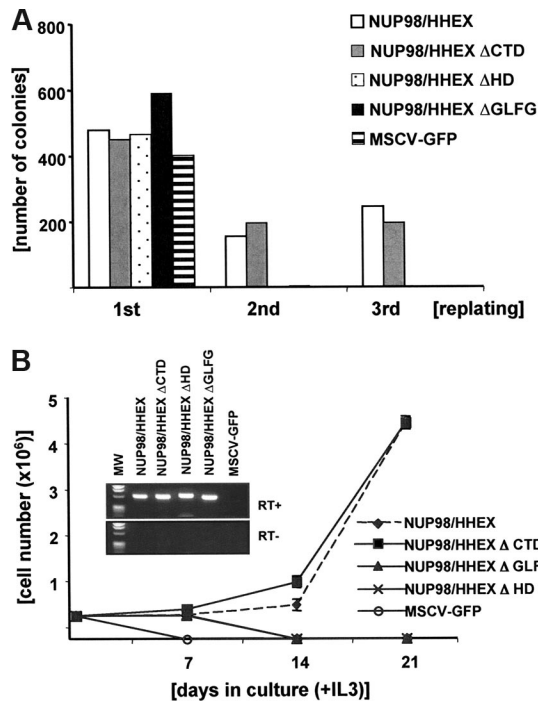 A
NUP98/HHEX
NUP98/HHEX ΔCTD
NUP98/HHEX ΔHD
NUP98/HHEX ΔGLFG
MSCV-GFP
[number of colonies]
800
600
400
200
1st
2nd
3rd
[replating]
B
[cell number (x10⁶)]
5
4
3
2
1
MW
NUP98/HHEX
NUP98/HHEX ΔCTD
NUP98/HHEX ΔHD
NUP98/HHEX ΔGLFG
MSCV-GFP
RT+
RT-
NUP98/HHEX
NUP98/HHEX Δ CTD
NUP98/HHEX Δ GLF
NUP98/HHEX Δ HD
MSCV-GFP
7
14
21
[days in culture (+IL3)]